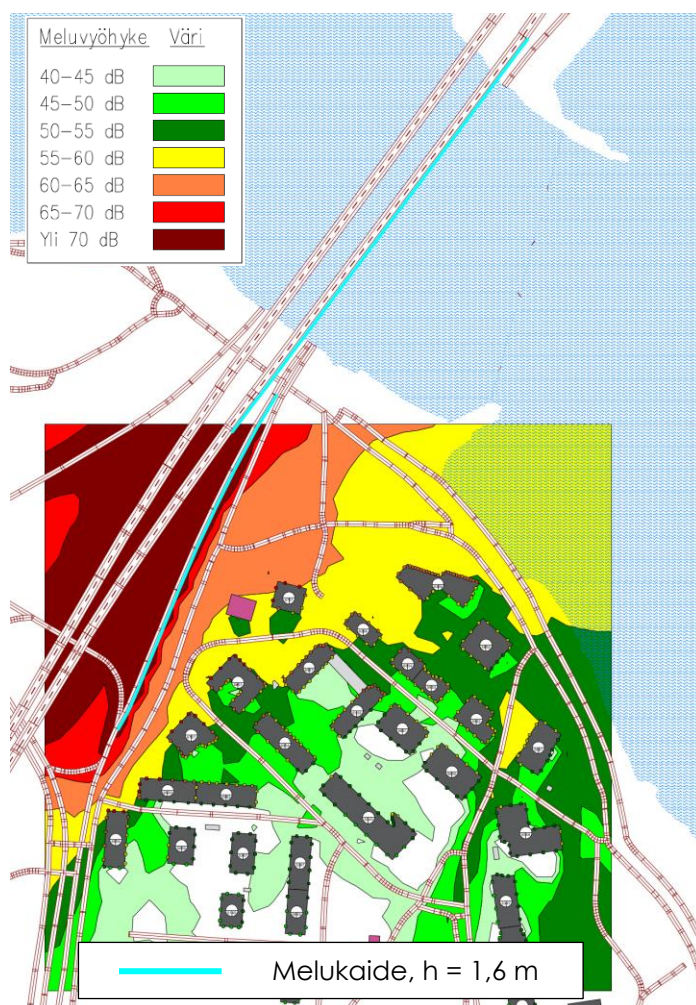 Meluvyöhyke Väri
40-45 dB
45-50 dB
50-55 dB
55-60 dB
60-65 dB
65-70 dB
Yli 70 dB
Melukaide, h = 1,6 m